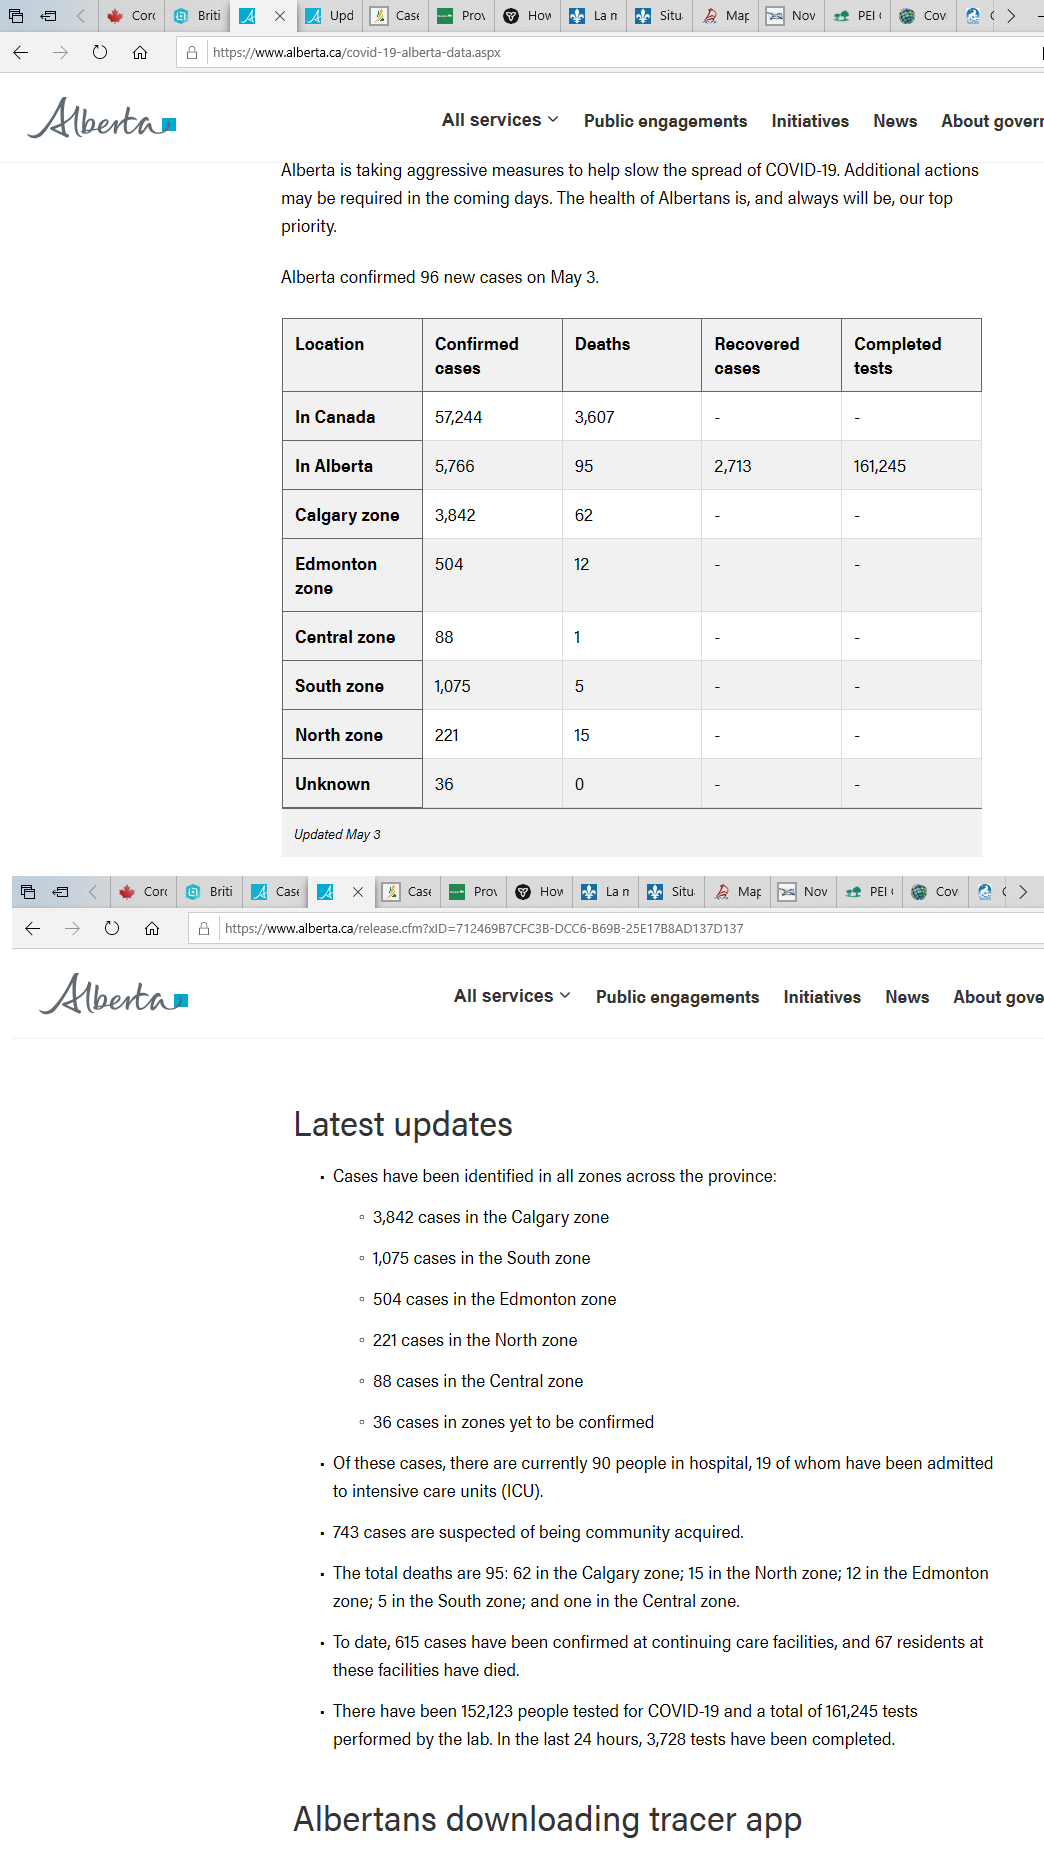 Corc Briti Upd Case Prov How La n Situ Map Nov PEI Cov
https://www.alberta.ca/covid-19-alberta-data.aspx
Alberta All services Public engagements Initiatives News About govern
Alberta is taking aggressive measures to help slow the spread of COVID-19. Additional actions
may be required in the coming days. The health of Albertans is, and always will be, our top
priority.
Alberta confirmed 96 new cases on May 3.
Location Confirmed cases Deaths Recovered cases Completed tests
In Canada 57,244 3,607 - -
In Alberta 5,766 95 2,713 161,245
Calgary zone 3,842 62 - -
Edmonton zone 504 12 - -
Central zone 88 1 - -
South zone 1,075 5 - -
North zone 221 15 - -
Unknown 36 0 - -
Updated May 3
Corc Briti Case Case Prov How La n Situ Map Nov PEI Cov
https://www.alberta.ca/release.cfm?xID=712469B7CFC3B-DCC6-B69B-25E17B8AD137D137
Alberta All services Public engagements Initiatives News About gove
Latest updates
▪ Cases have been identified in all zones across the province:
▫ 3,842 cases in the Calgary zone
▫ 1,075 cases in the South zone
▫ 504 cases in the Edmonton zone
▫ 221 cases in the North zone
▫ 88 cases in the Central zone
▫ 36 cases in zones yet to be confirmed
▪ Of these cases, there are currently 90 people in hospital, 19 of whom have been admitted
to intensive care units (ICU).
▪ 743 cases are suspected of being community acquired.
▪ The total deaths are 95: 62 in the Calgary zone; 15 in the North zone; 12 in the Edmonton
zone; 5 in the South zone; and one in the Central zone.
▪ To date, 615 cases have been confirmed at continuing care facilities, and 67 residents at
these facilities have died.
▪ There have been 152,123 people tested for COVID-19 and a total of 161,245 tests
performed by the lab. In the last 24 hours, 3,728 tests have been completed.
Albertans downloading tracer app